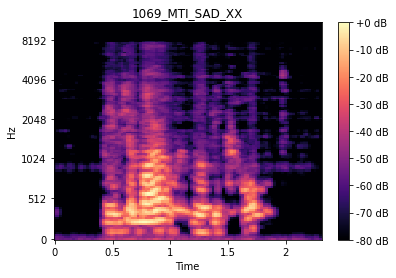 1069_MTI_SAD_XX
+0 dB
8192
-10 dB
4096
-20 dB
-30 dB
2048
Hz
-40 dB
1024
-50 dB
512
-60 dB
-70 dB
0
-80 dB
0
0.5
1
1.5
2
Time